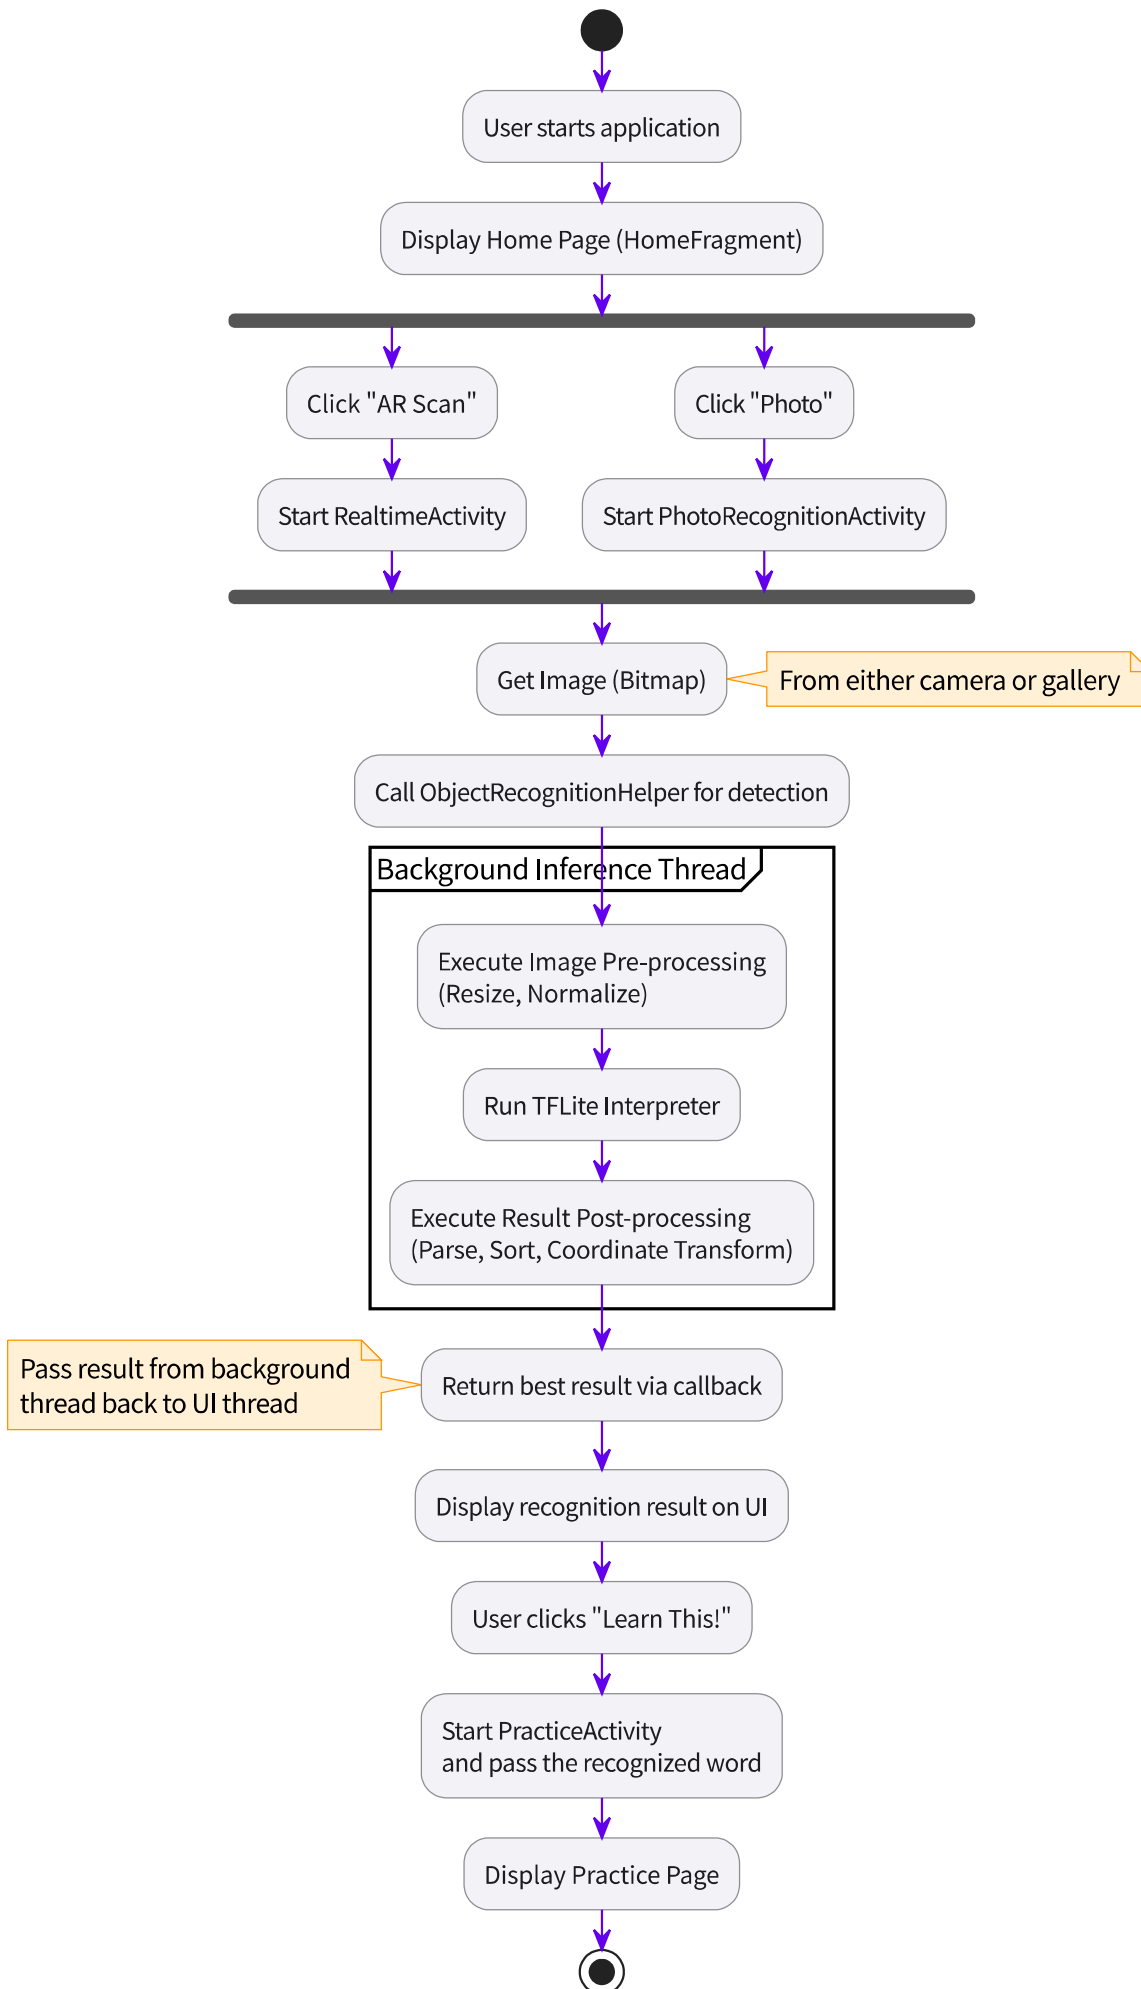 User starts application
Display Home Page (HomeFragment)
Click "AR Scan"
Click "Photo"
Start RealtimeActivity
Start PhotoRecognitionActivity
Get Image (Bitmap)
From either camera or gallery
Call ObjectRecognitionHelper for detection
Background Inference Thread
Execute Image Pre-processing
(Resize, Normalize)
Run TFLite Interpreter
Execute Result Post-processing
(Parse, Sort, Coordinate Transform)
Pass result from background
thread back to UI thread
Return best result via callback
Display recognition result on UI
User clicks "Learn This!"
Start PracticeActivity
and pass the recognized word
Display Practice Page